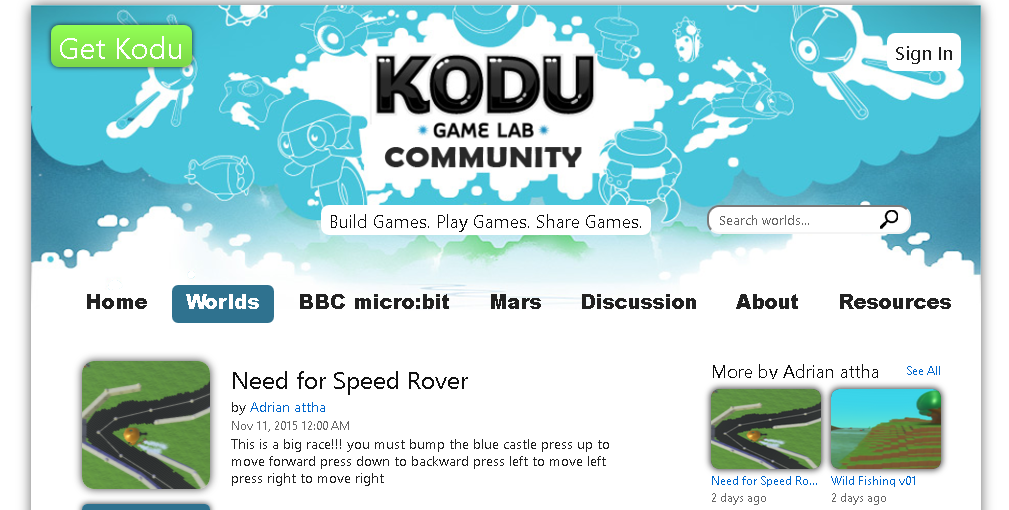 Get Kodu
Sign In
KODU
GAME LAB
COMMUNITY
Build Games. Play Games. Share Games.
Search worlds...
Home Worlds BBC micro:bit Mars Discussion About Resources
Need for Speed Rover
by Adrian attha
Nov 11, 2015 12:00 AM
This is a big race!!! you must bump the blue castle press up to
move forward press down to backward press left to move left
press right to move right
More by Adrian attha See All
Need for Speed Ro... Wild Fishing v01
2 days ago 2 days ago